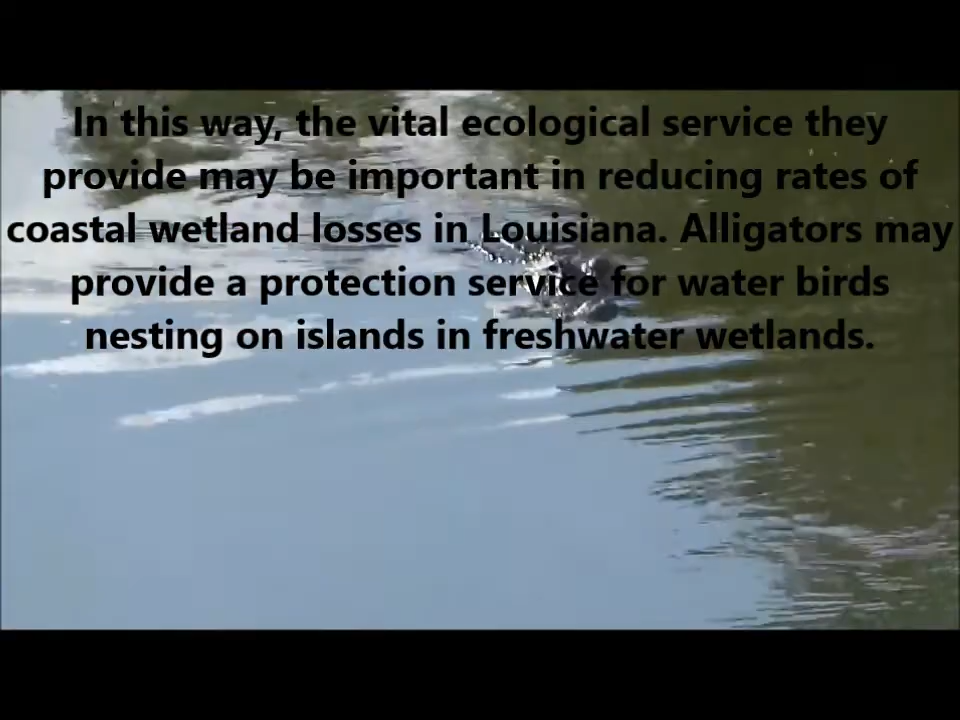 In this way, the vital ecological service they
provide may be important in reducing rates of
coastal wetland losses in Louisiana. Alligators may
provide a protection service for water birds
nesting on islands in freshwater wetlands.